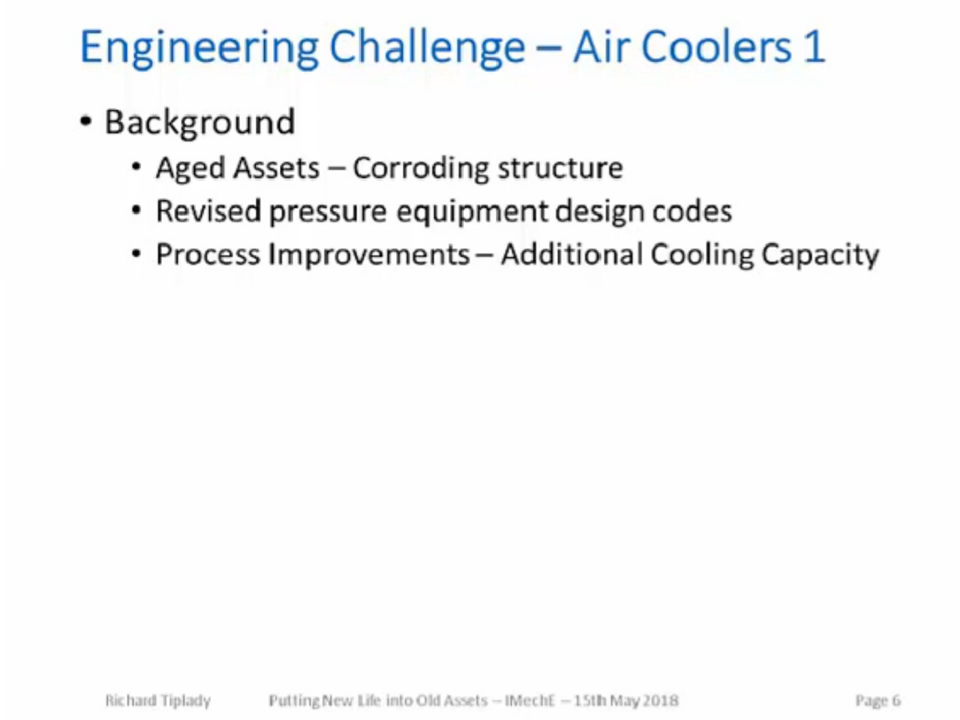 Engineering Challenge – Air Coolers 1
• Background
• Aged Assets – Corroding structure
• Revised pressure equipment design codes
• Process Improvements – Additional Cooling Capacity
Richard Tiplady Putting New Life into Old Assets – IMechE – 15th May 2018 Page 6